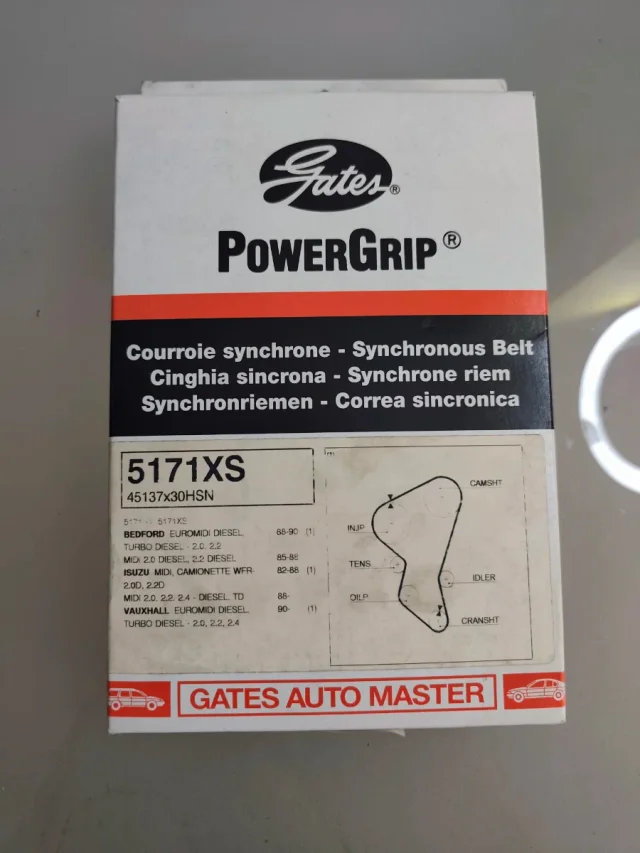 Gates®
POWERGRIP®
Courroie synchrone - Synchronous Belt
Cinghia sincrona - Synchrone riem
Synchronriemen - Correa sincronica
5171XS
45137x30HSN
5171XS
BEDFORD EUROMIDI DIESEL, 88-90 (1)
TURBO DIESEL - 2.0, 2.2
MIDI 2.0 DIESEL, 2.2 DIESEL 85-88
ISUZU MIDI, CAMIONETTE WFR- 82-88 (1)
2.0D, 2.2D
MIDI 2.0, 2.2, 2.4 - DIESEL, TD 88-
VAUXHALL EUROMIDI DIESEL, 90- (1)
TURBO DIESEL - 2.0, 2.2, 2.4
CAMSHT
INJP
TENS
IDLER
OILP
CRANSHT
GATES AUTO MASTER